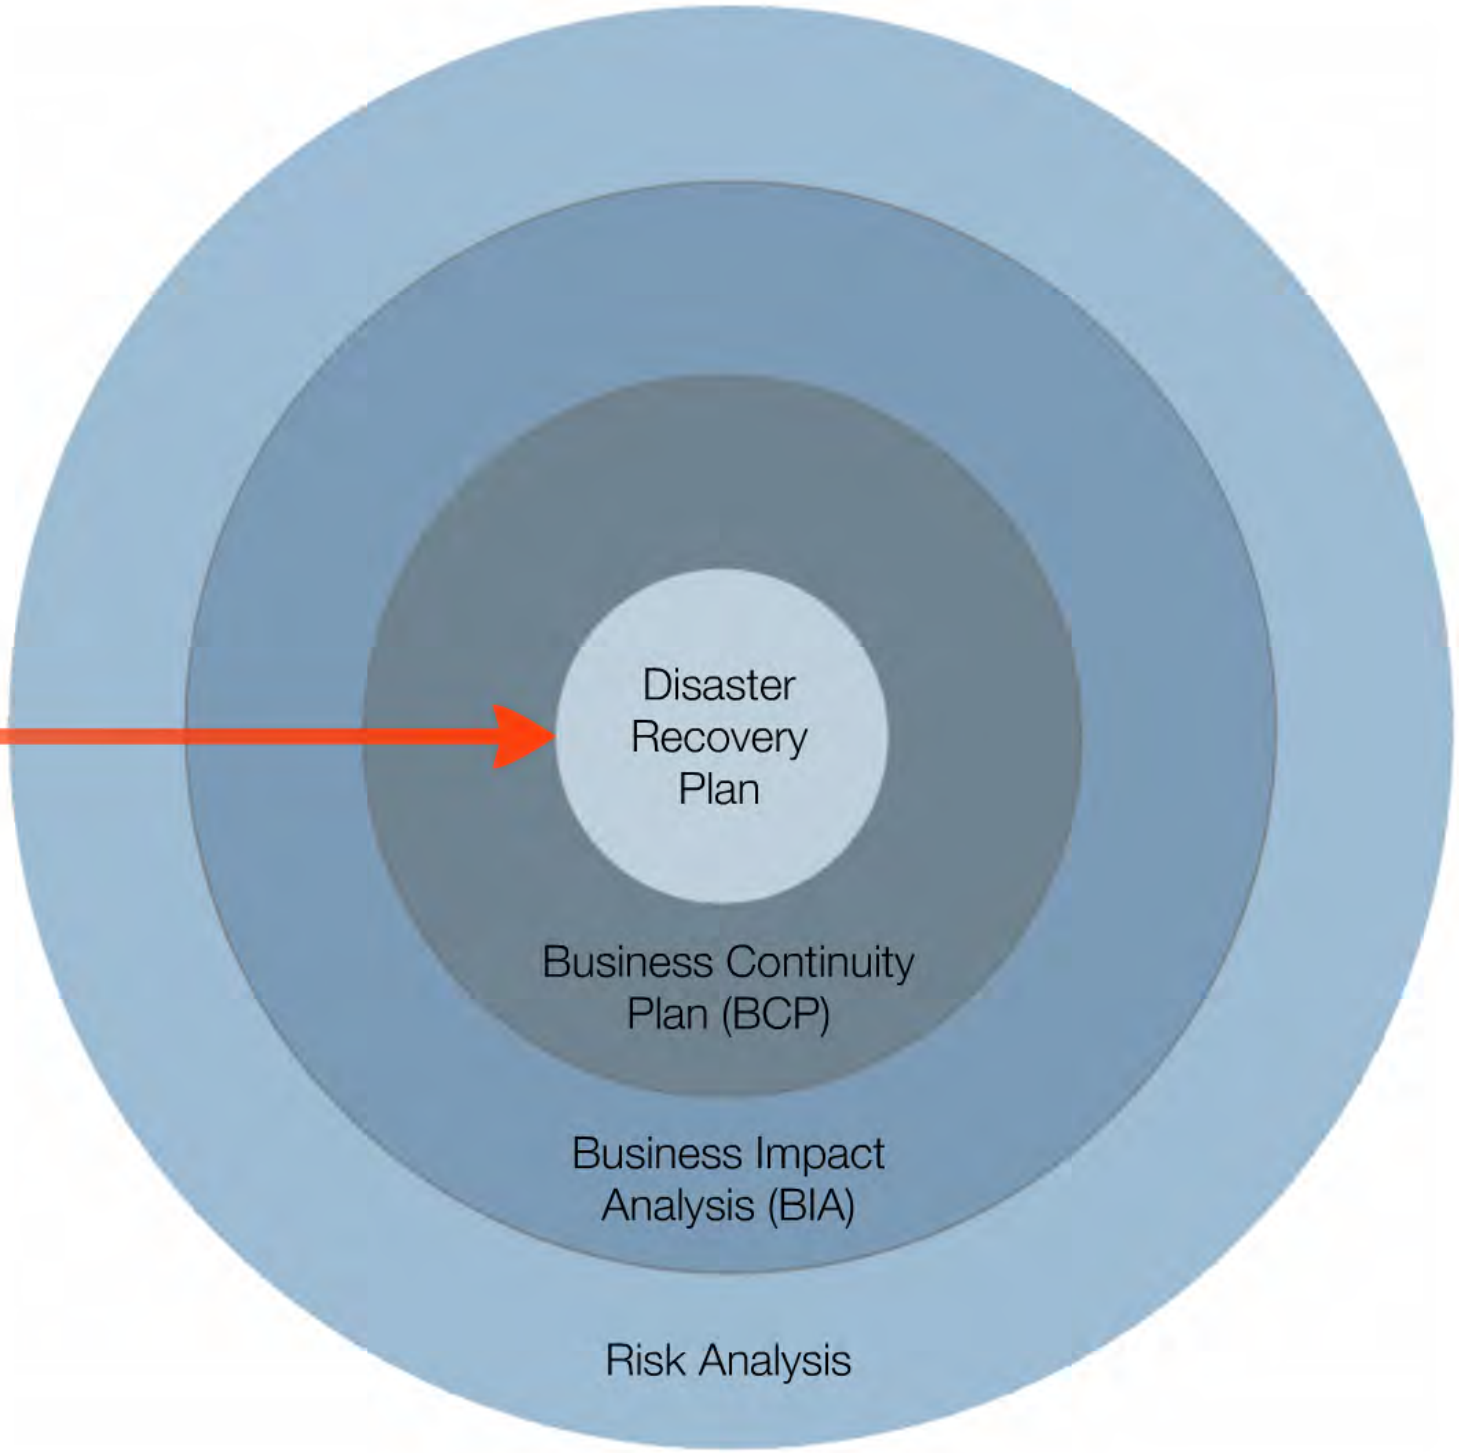 Disaster
Recovery
Plan
Business Continuity
Plan (BCP)
Business Impact
Analysis (BIA)
Risk Analysis